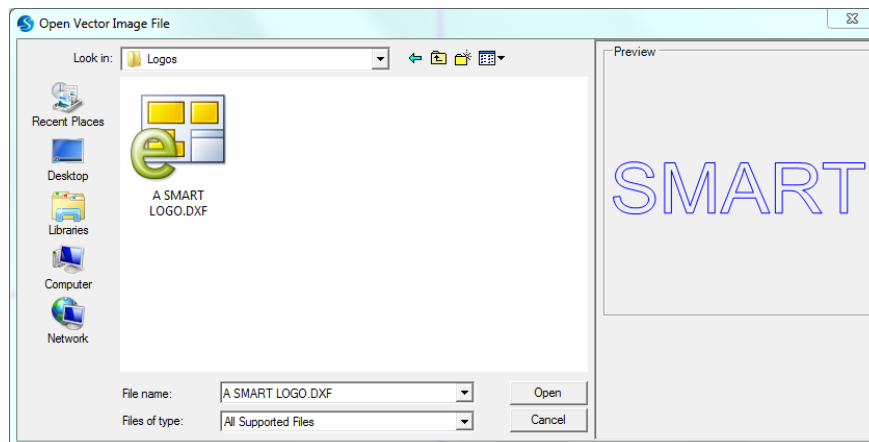 Open Vector Image File
Look in:
Logos
Recent Places
Desktop
Libraries
Computer
Network
A SMART
LOGO.DXF
File name:
A SMART LOGO.DXF
Open
Files of type:
All Supported Files
Cancel
Preview
SMART